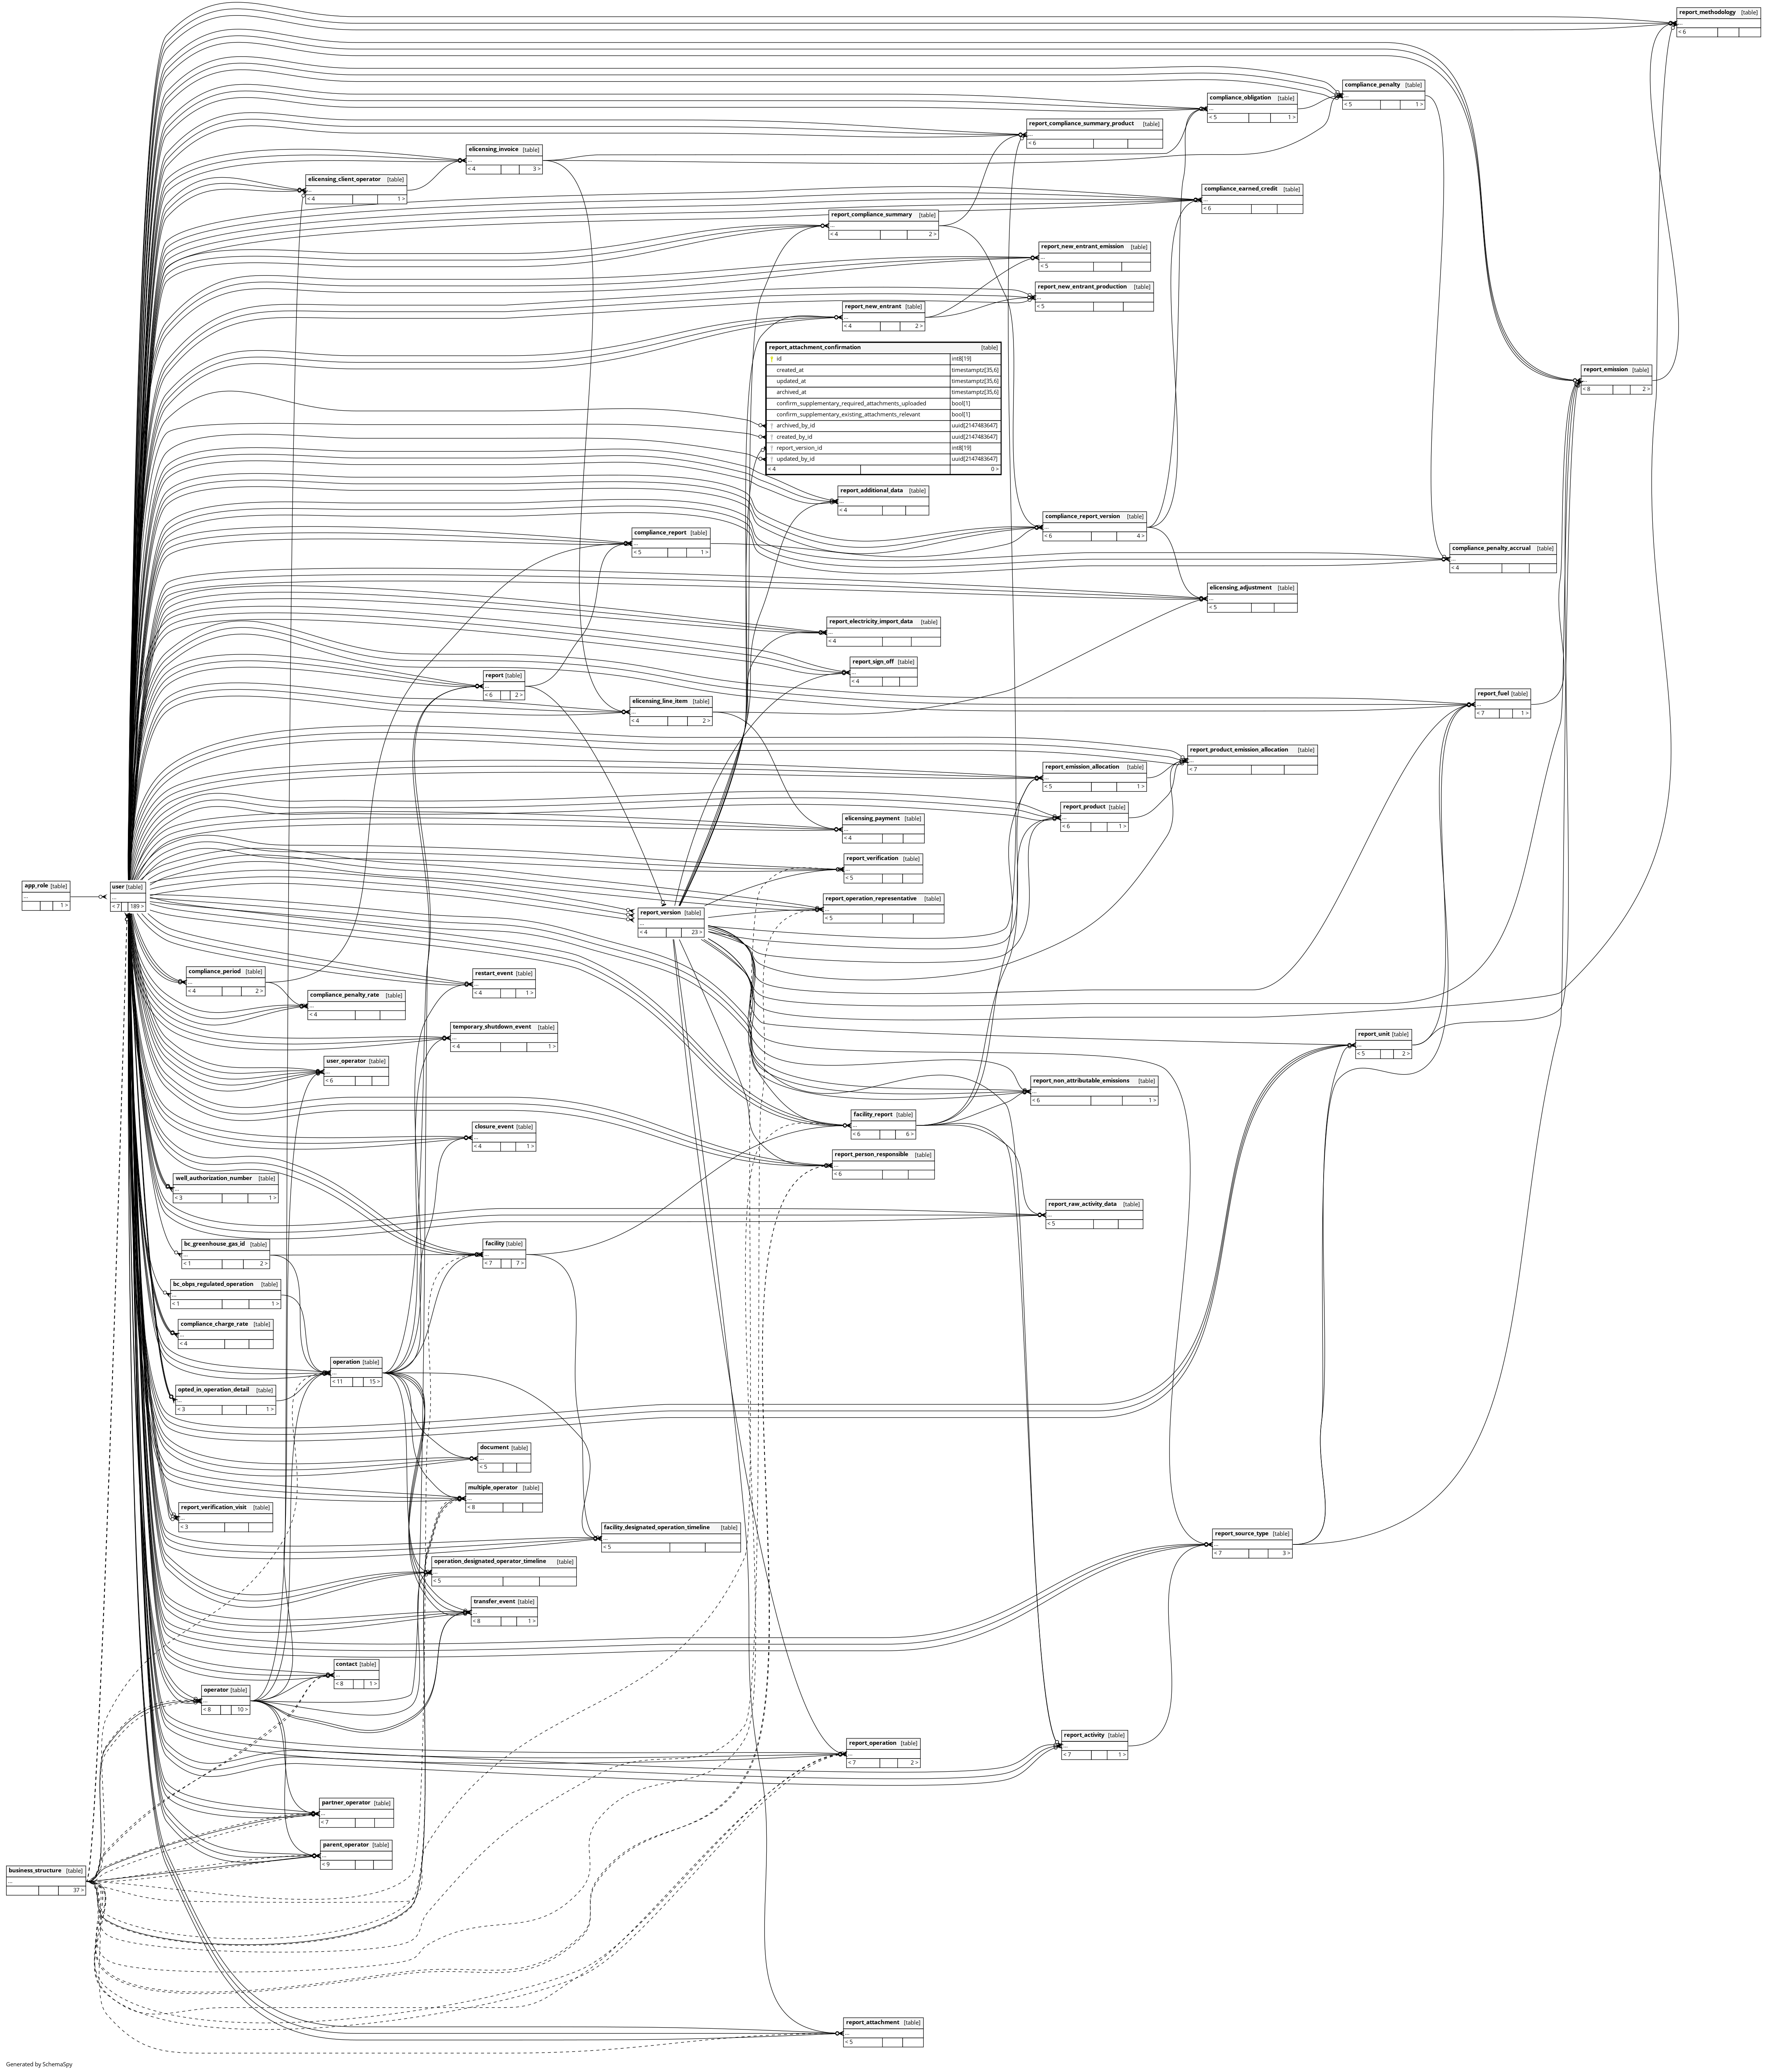 report_methodology [table]
...
< 6
compliance_penalty [table]
...
< 5 1 >
compliance_obligation [table]
...
< 5 1 >
report_compliance_summary_product [table]
...
< 6
elicensing_invoice [table]
...
< 4 3 >
elicensing_client_operator [table]
...
< 4 1 >
compliance_earned_credit [table]
...
< 6
report_compliance_summary [table]
...
< 4 2 >
report_new_entrant_emission [table]
...
< 5
report_new_entrant_production [table]
...
< 5
report_new_entrant [table]
...
< 4 2 >
report_attachment_confirmation [table]
id int8[19]
created_at timestamptz[35,6]
updated_at timestamptz[35,6]
archived_at timestamptz[35,6]
confirm_supplementary_required_attachments_uploaded bool[1]
confirm_supplementary_existing_attachments_relevant bool[1]
archived_by_id uuid[2147483647]
created_by_id uuid[2147483647]
report_version_id int8[19]
updated_by_id uuid[2147483647]
< 4 0 >
report_emission [table]
...
< 8 2 >
report_additional_data [table]
...
< 4
compliance_report_version [table]
...
< 6 4 >
compliance_report [table]
...
< 5 1 >
compliance_penalty_accrual [table]
...
< 4
elicensing_adjustment [table]
...
< 5
report_electricity_import_data [table]
...
< 4
report_sign_off [table]
...
< 4
report [table]
...
< 6 2 >
elicensing_line_item [table]
...
< 4 2 >
report_fuel [table]
...
< 7 1 >
report_product_emission_allocation [table]
...
< 7
report_emission_allocation [table]
...
< 5 1 >
report_product [table]
...
< 6 1 >
elicensing_payment [table]
...
< 4
report_verification [table]
...
< 5
app_role [table]
...
1 >
user [table]
...
< 7 189 >
report_operation_representative [table]
...
< 5
report_version [table]
...
< 4 23 >
compliance_period [table]
...
< 4 2 >
restart_event [table]
...
< 4 1 >
compliance_penalty_rate [table]
...
< 4
temporary_shutdown_event [table]
...
< 4 1 >
report_unit [table]
...
< 5 2 >
user_operator [table]
...
< 6
report_non_attributable_emissions [table]
...
< 6 1 >
facility_report [table]
...
< 6 6 >
closure_event [table]
...
< 4 1 >
report_person_responsible [table]
...
< 6
well_authorization_number [table]
...
< 3 1 >
report_raw_activity_data [table]
...
< 5
bc_greenhouse_gas_id [table]
...
< 1 2 >
facility [table]
...
< 7 7 >
bc_obps_regulated_operation [table]
...
< 1 1 >
compliance_charge_rate [table]
...
< 4
operation [table]
...
< 11 15 >
opted_in_operation_detail [table]
...
< 3 1 >
document [table]
...
< 5
multiple_operator [table]
...
< 8
report_verification_visit [table]
...
< 3
facility_designated_operation_timeline [table]
...
< 5
report_source_type [table]
...
< 7 3 >
operation_designated_operator_timeline [table]
...
< 5
transfer_event [table]
...
< 8 1 >
contact [table]
...
< 8 1 >
operator [table]
...
< 8 10 >
report_activity [table]
...
< 7 1 >
report_operation [table]
...
< 7 2 >
partner_operator [table]
...
< 7
parent_operator [table]
...
< 9
business_structure [table]
...
37 >
report_attachment [table]
...
< 5
Generated by SchemaSpy